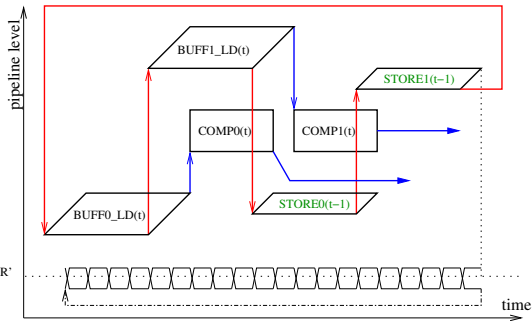 pipeline level
BUFF1_LD(t)
STORE1(t−1)
COMP0(t)
COMP1(t)
BUFF0_LD(t)
STORE0(t−1)
R'
time